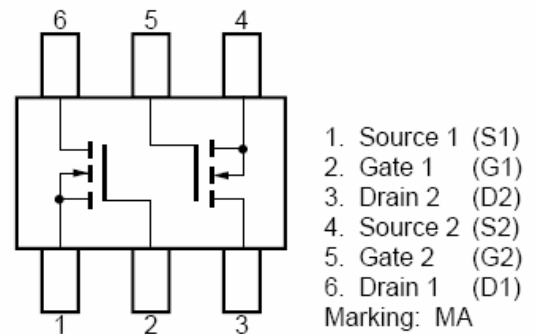 6 5 4
1. Source 1 (S1)
2. Gate 1 (G1)
3. Drain 2 (D2)
4. Source 2 (S2)
5. Gate 2 (G2)
6. Drain 1 (D1)
Marking: MA
1 2 3